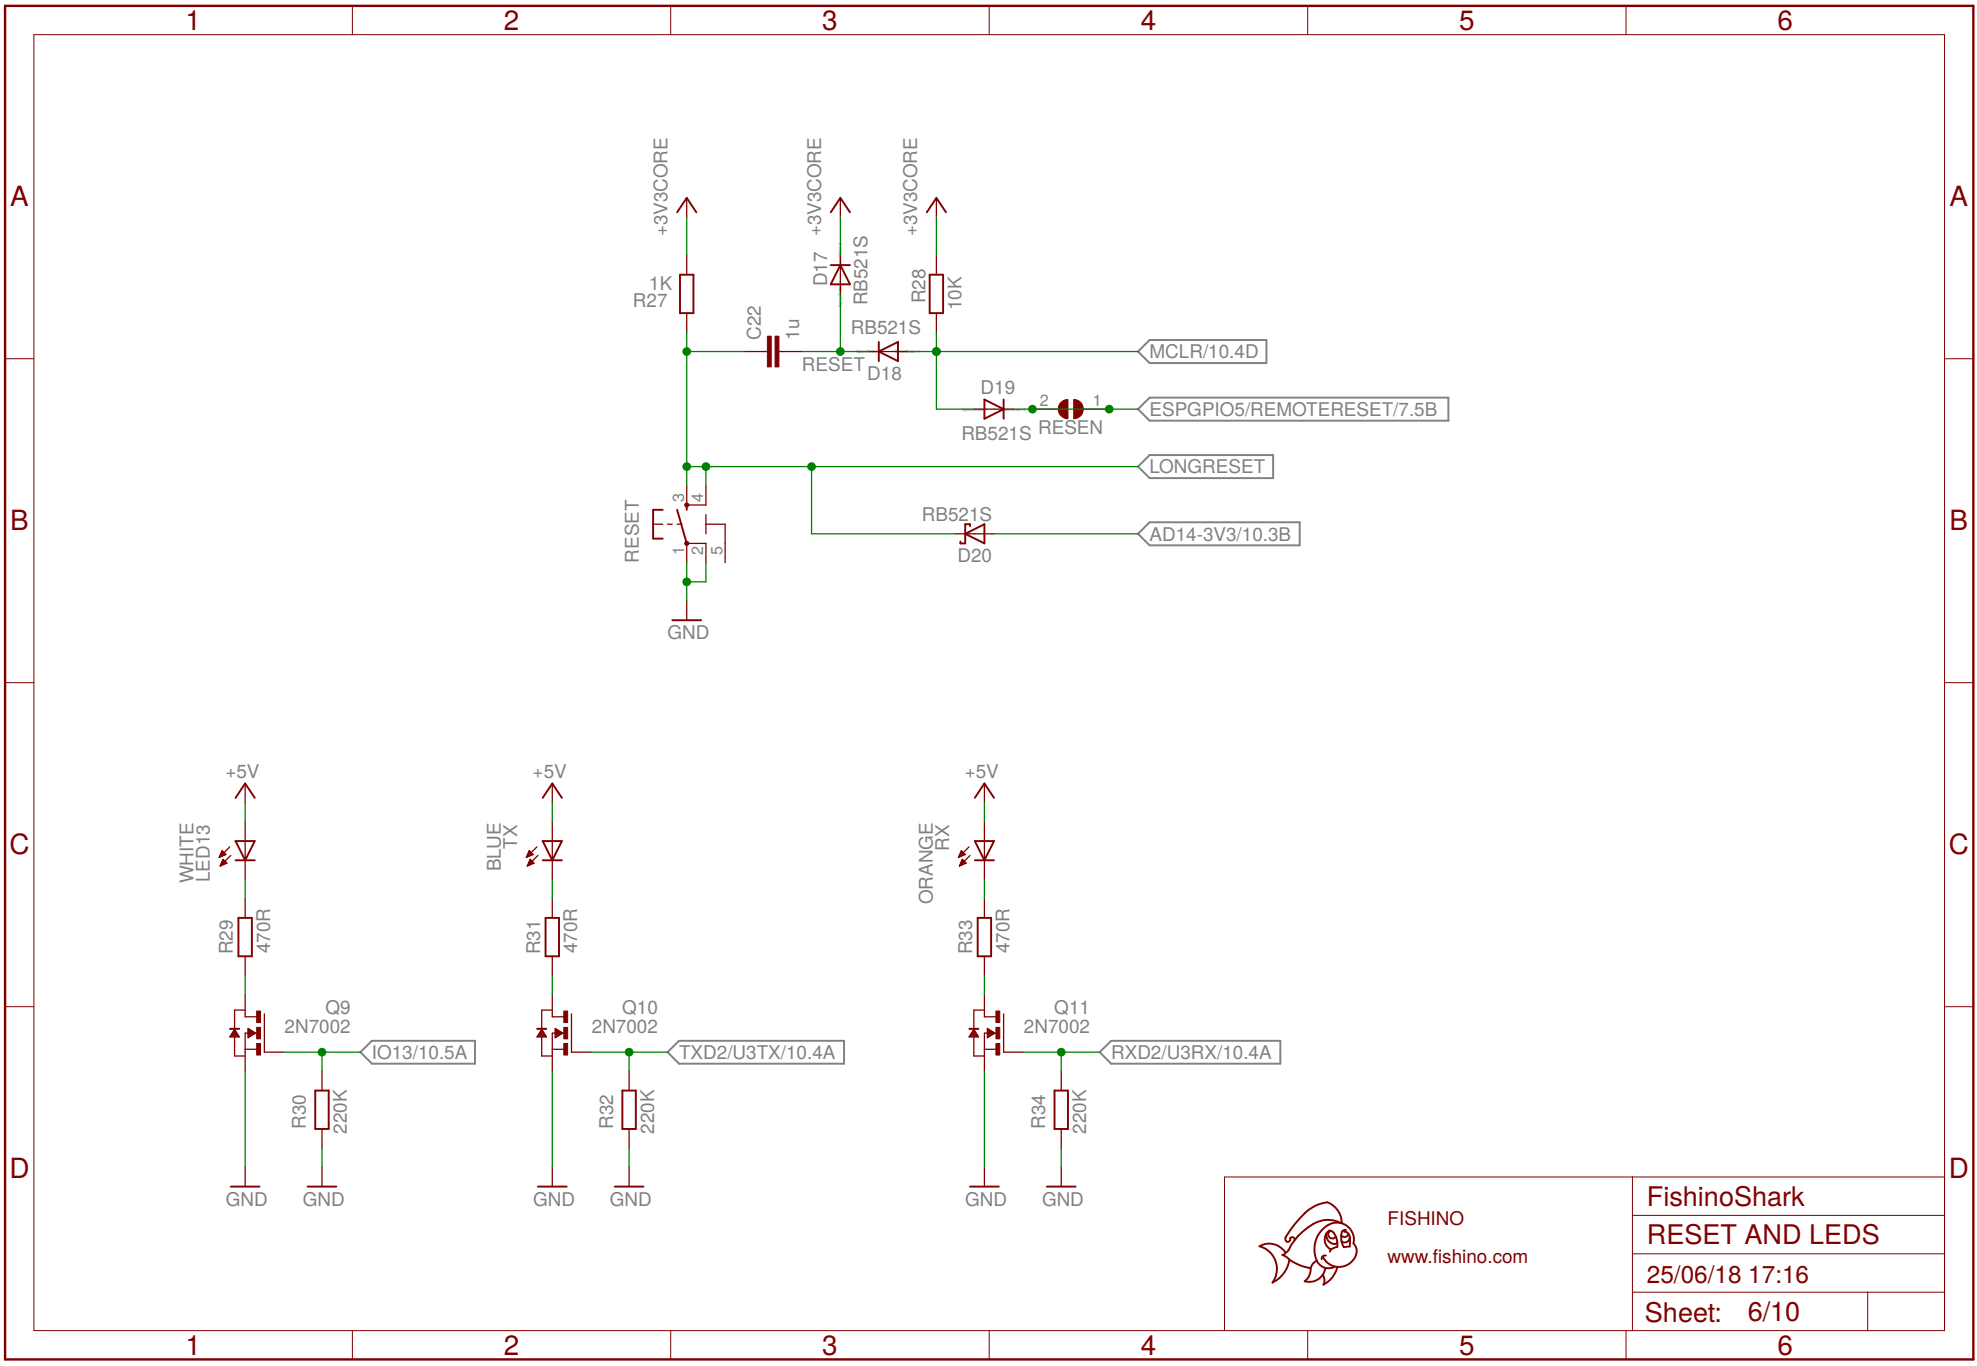 1 2 3 4 5 6
A A
+3V3CORE
+3V3CORE
+3V3CORE
1K
R27
D17
RB521S
R28
10K
C22
1u
RESET
RB521S
D18
MCLR/10.4D
D19
RB521S
2 1
RESEN
ESPGPIO5/REMOTERESET/7.5B
LONGRESET
B B
RESET
3 4
1 2 5
GND
RB521S
D20
AD14-3V3/10.3B
C C
+5V
WHITE
LED13
R29
470R
Q9
2N7002
IO13/10.5A
R30
220K
GND
GND
+5V
BLUE
TX
R31
470R
Q10
2N7002
TXD2/U3TX/10.4A
R32
220K
GND
GND
+5V
ORANGE
RX
R33
470R
Q11
2N7002
RXD2/U3RX/10.4A
R34
220K
GND
GND
D D
FISHINO
www.fishino.com
FishinoShark
RESET AND LEDS
25/06/18 17:16
Sheet: 6/10
1 2 3 4 5 6